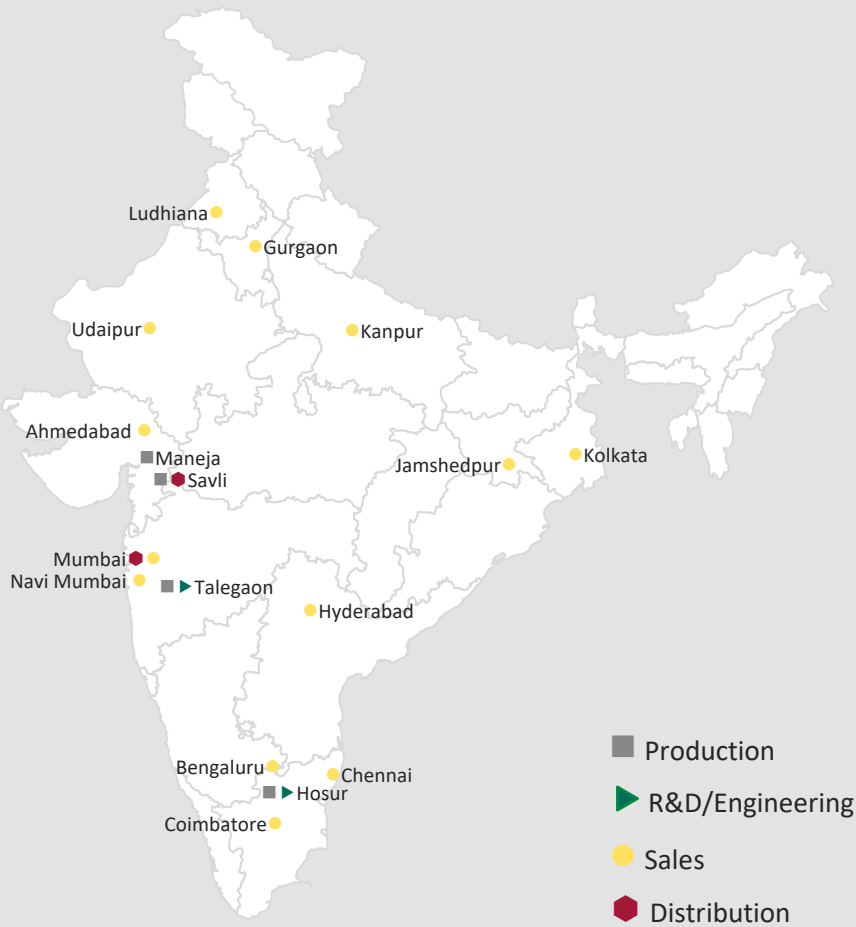 Ludhiana
Gurgaon
Udaipur
Kanpur
Ahmedabad
Maneja
Savli
Jamshedpur
Kolkata
Mumbai
Navi Mumbai
Talegaon
Hyderabad
Bengaluru
Chennai
Hosur
Coimbatore
Production
R&D/Engineering
Sales
Distribution